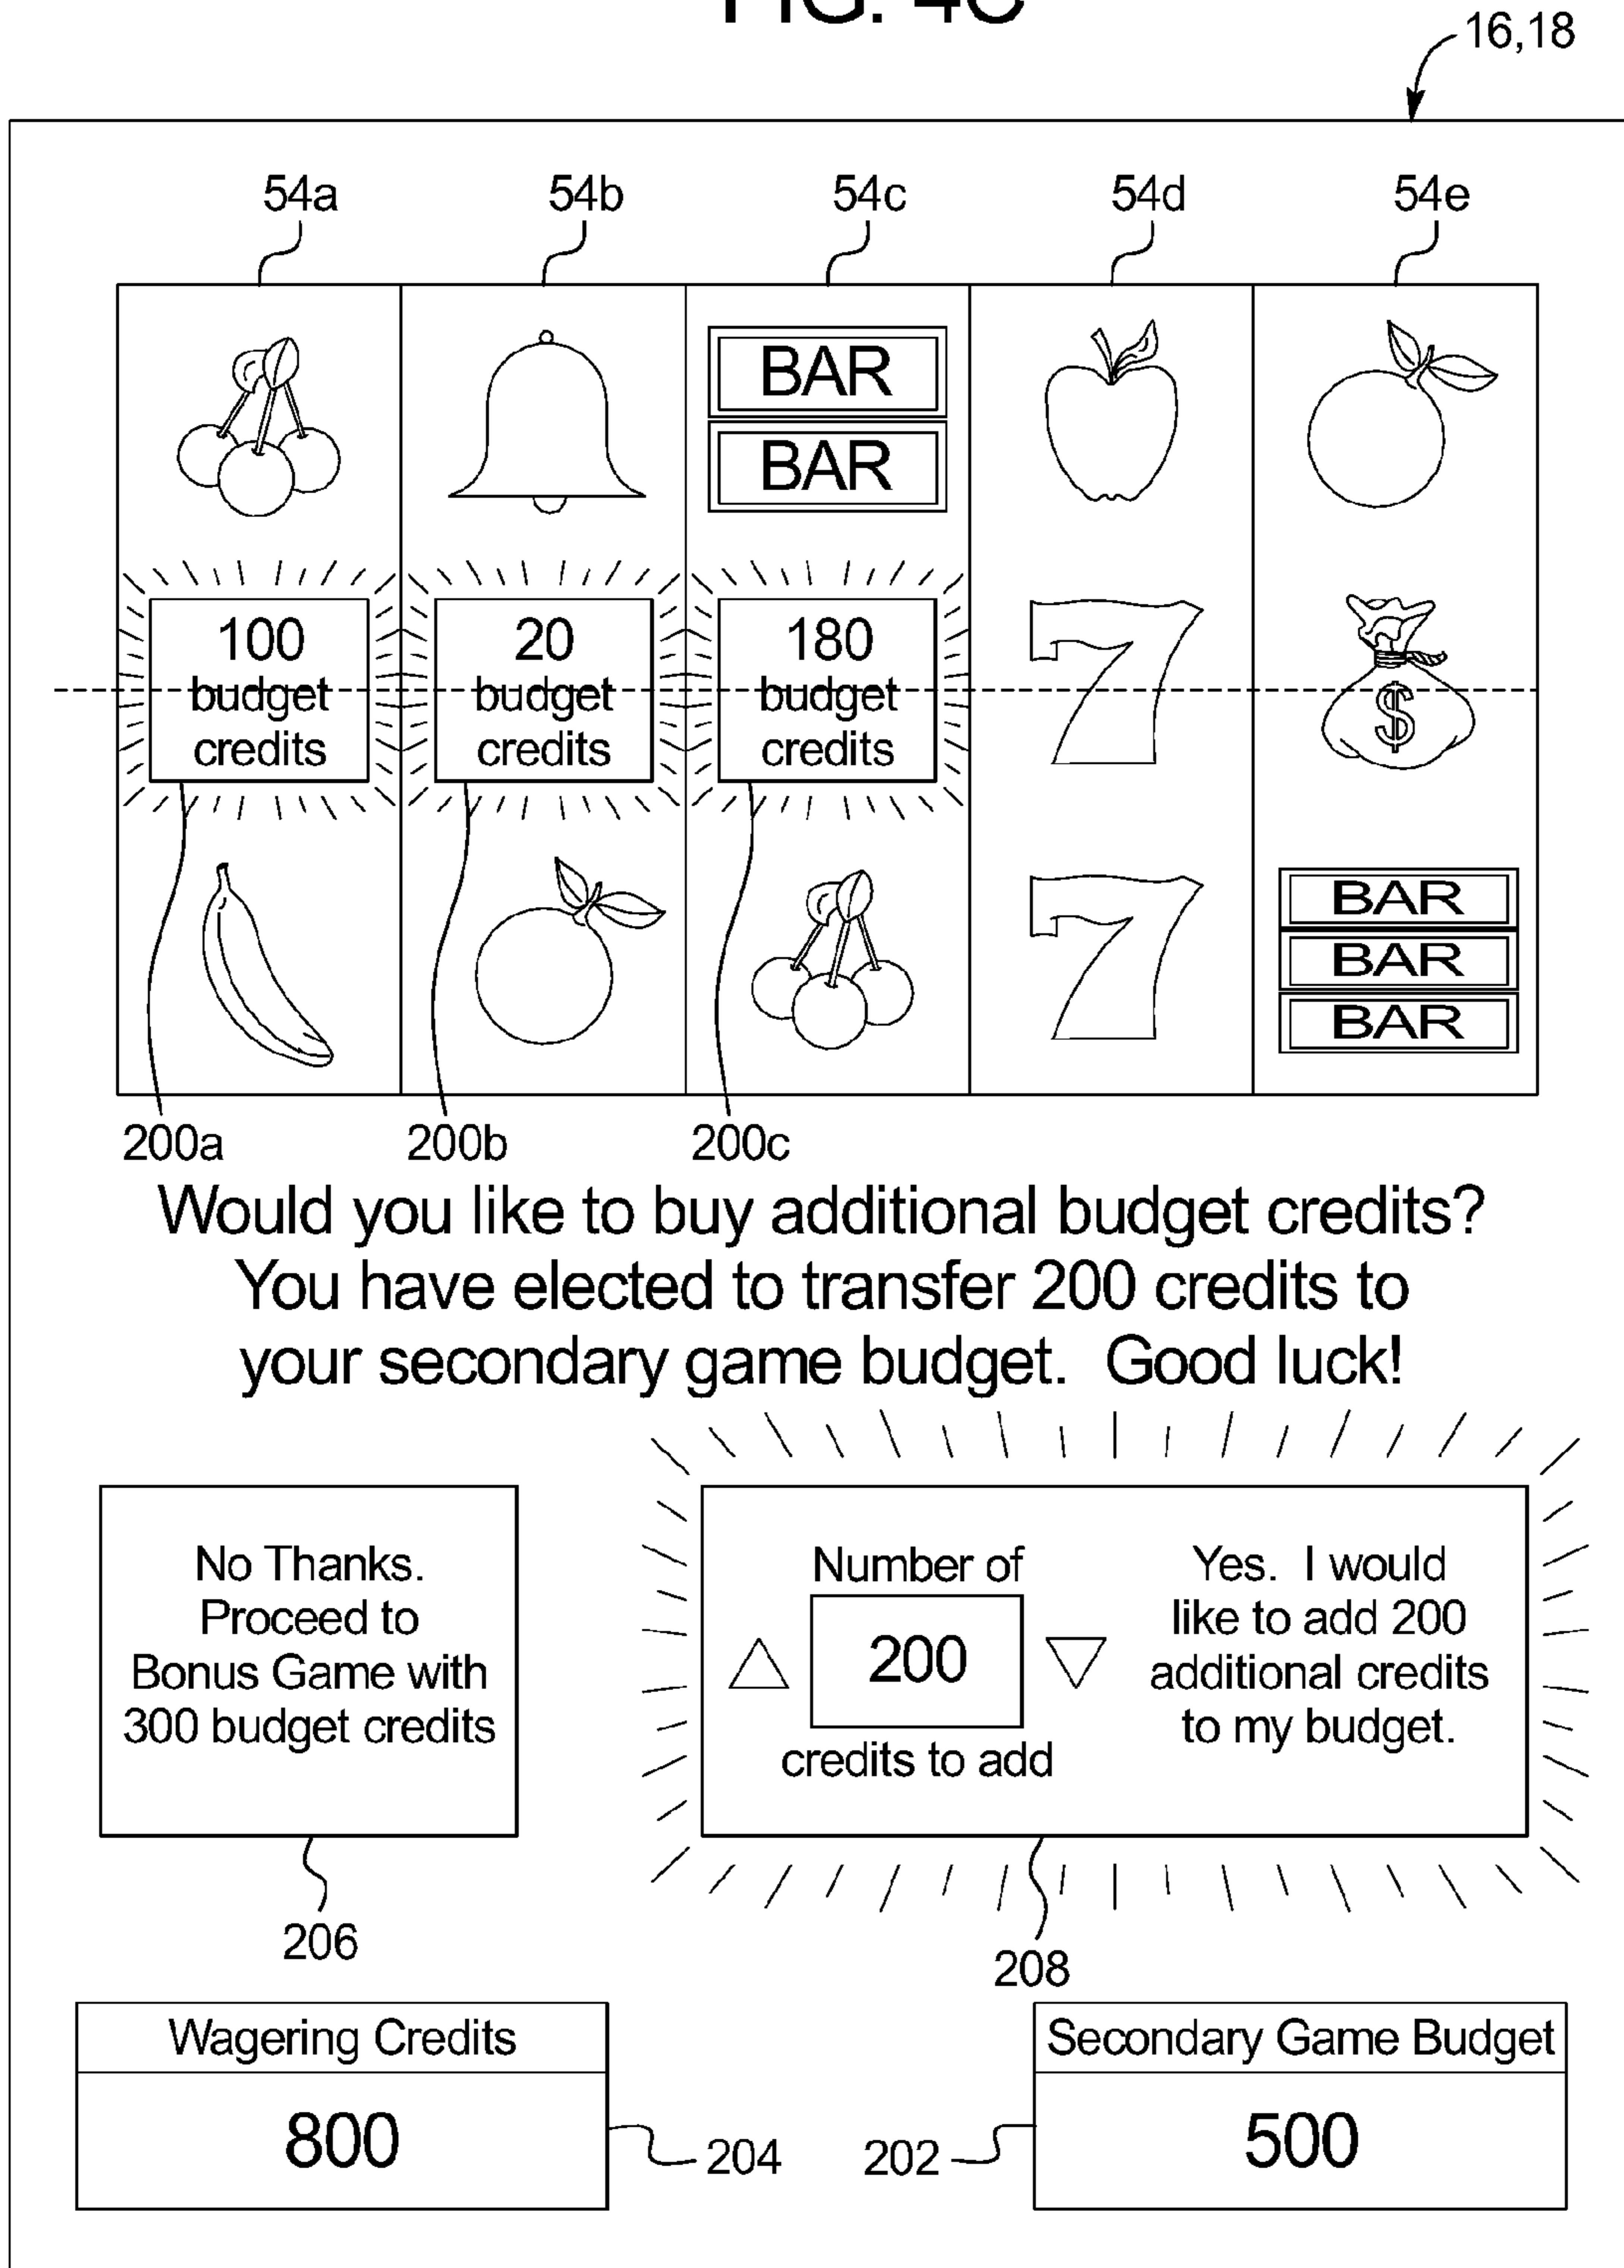 FIG. 4C
16,18
54a 54b 54c 54d 54e
BAR
BAR
100 budget credits
20 budget credits
180 budget credits
7
$
7
BAR
BAR
BAR
200a 200b 200c
Would you like to buy additional budget credits?
You have elected to transfer 200 credits to
your secondary game budget. Good luck!
No Thanks.
Proceed to
Bonus Game with
300 budget credits
Number of
200
credits to add
Yes. I would
like to add 200
additional credits
to my budget.
206
208
Wagering Credits
800
204
202
Secondary Game Budget
500